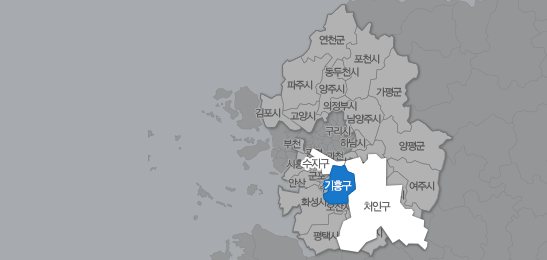 연천군
포천시
동두천시
파주시
양주시
가평군
의정부시
김포시
고양시
남양주시
구리시
부천
하남시
양평군
수지구
안산
기흥구
여주시
화성시
처인구
평택시